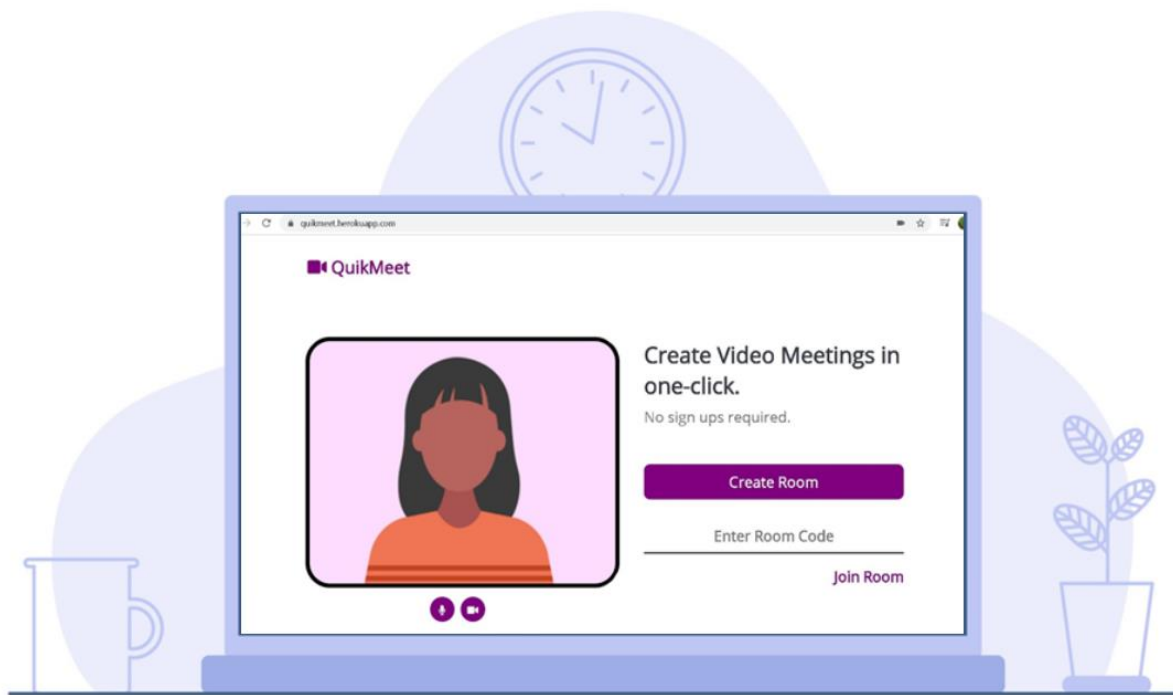 quikmeet.herokuapp.com
QuikMeet
Create Video Meetings in
one-click.
No sign ups required.
Create Room
Enter Room Code
Join Room